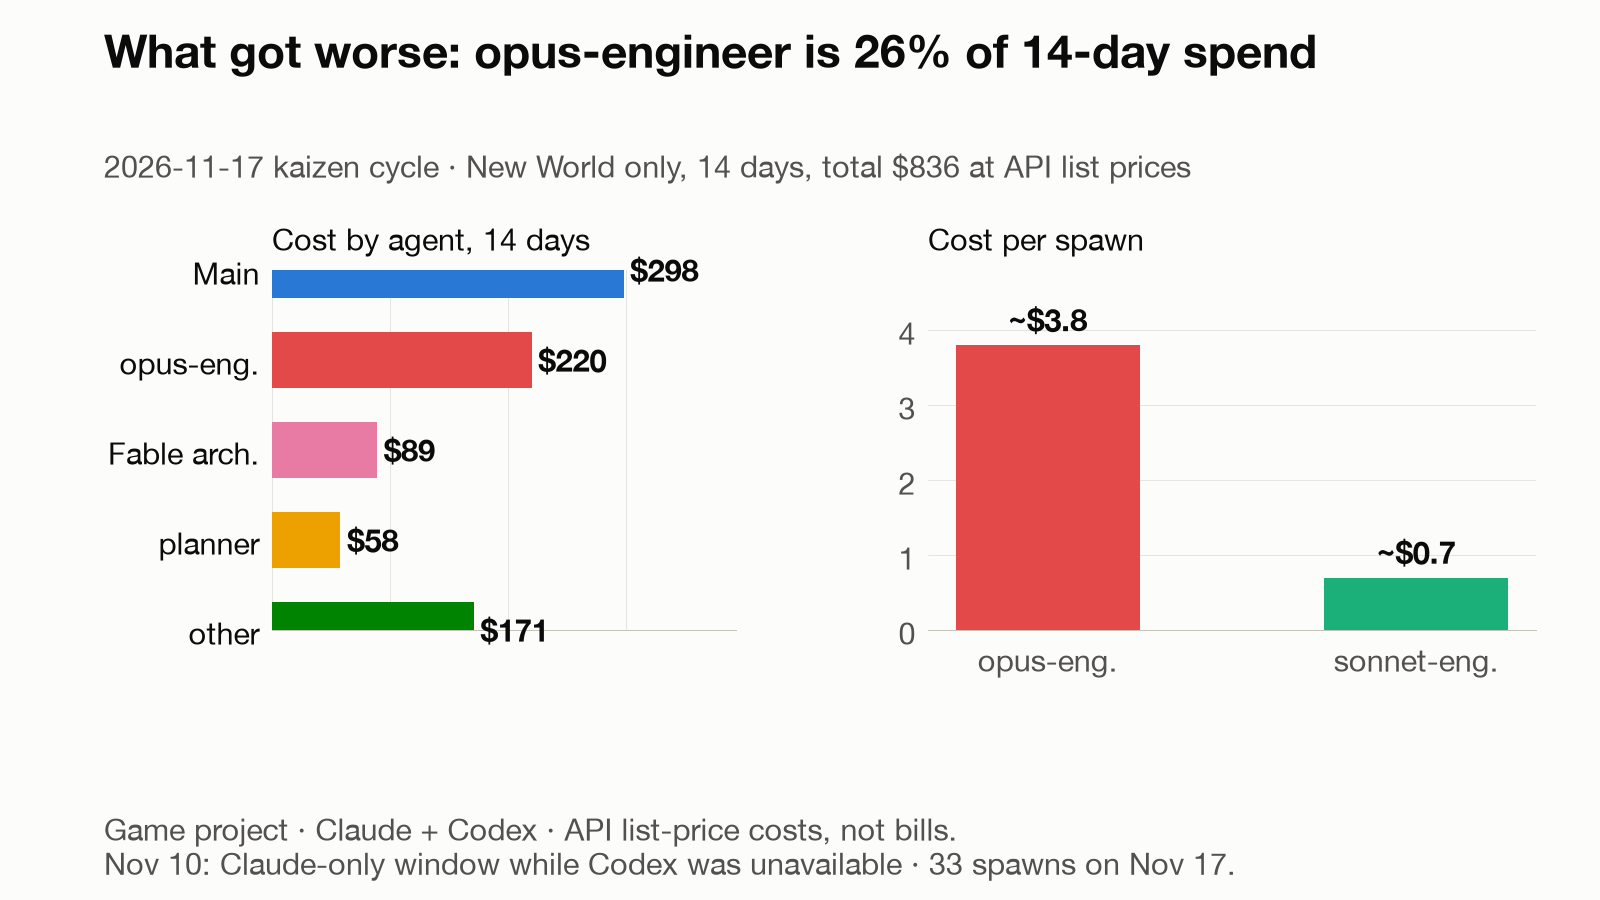 What got worse: opus-engineer is 26% of 14-day spend
2026-11-17 kaizen cycle · New World only, 14 days, total $836 at API list prices
Cost by agent, 14 days
Main $298
opus-eng. $220
Fable arch. $89
planner $58
other $171
Cost per spawn
4
3
2
1
0
~$3.8
~$0.7
opus-eng. sonnet-eng.
Game project · Claude + Codex · API list-price costs, not bills.
Nov 10: Claude-only window while Codex was unavailable · 33 spawns on Nov 17.